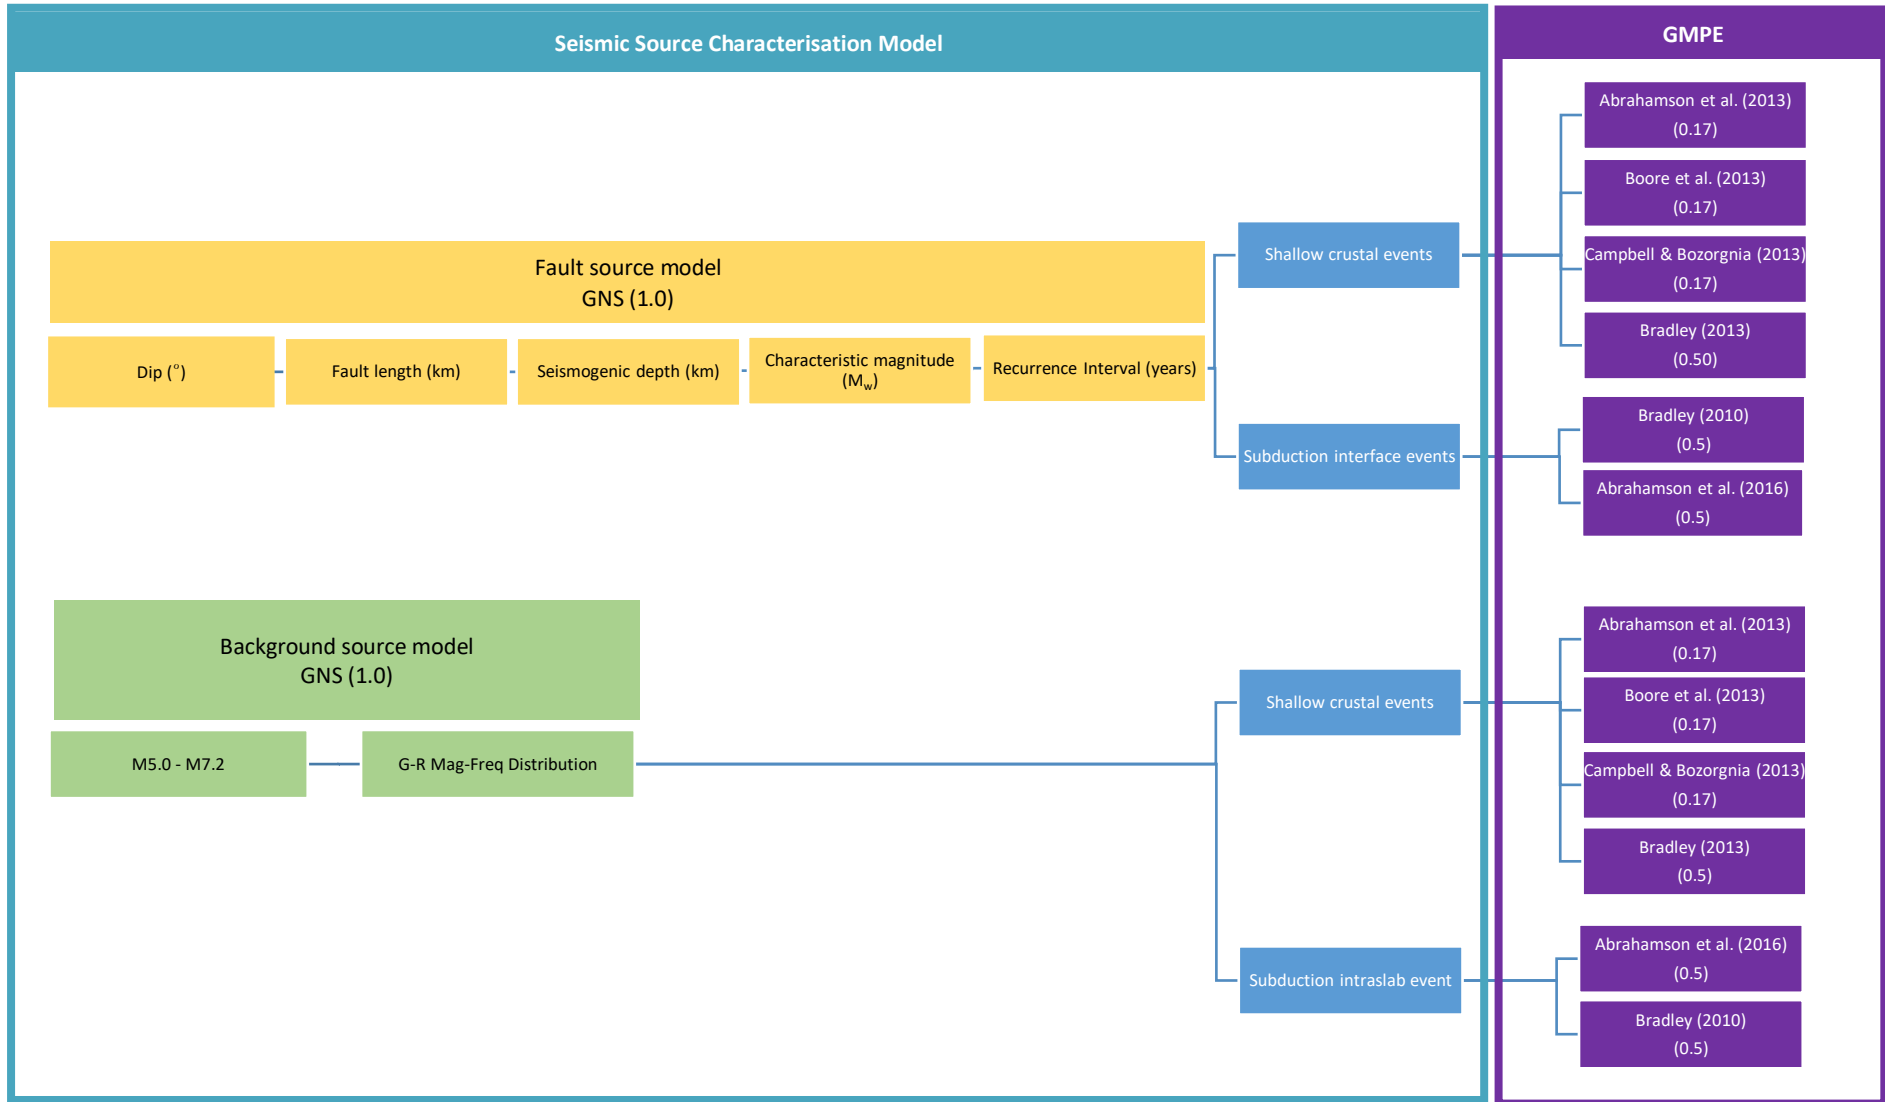 Seismic Source Characterisation Model
GMPE
Fault source model
GNS (1.0)
Dip (°)
Fault length (km)
Seismogenic depth (km)
Characteristic magnitude
(Mw)
Recurrence Interval (years)
Shallow crustal events
Subduction interface events
Abrahamson et al. (2013)
(0.17)
Boore et al. (2013)
(0.17)
Campbell & Bozorgnia (2013)
(0.17)
Bradley (2013)
(0.50)
Bradley (2010)
(0.5)
Abrahamson et al. (2016)
(0.5)
Background source model
GNS (1.0)
M5.0 - M7.2
G-R Mag-Freq Distribution
Shallow crustal events
Subduction intraslab event
Abrahamson et al. (2013)
(0.17)
Boore et al. (2013)
(0.17)
Campbell & Bozorgnia (2013)
(0.17)
Bradley (2013)
(0.5)
Abrahamson et al. (2016)
(0.5)
Bradley (2010)
(0.5)